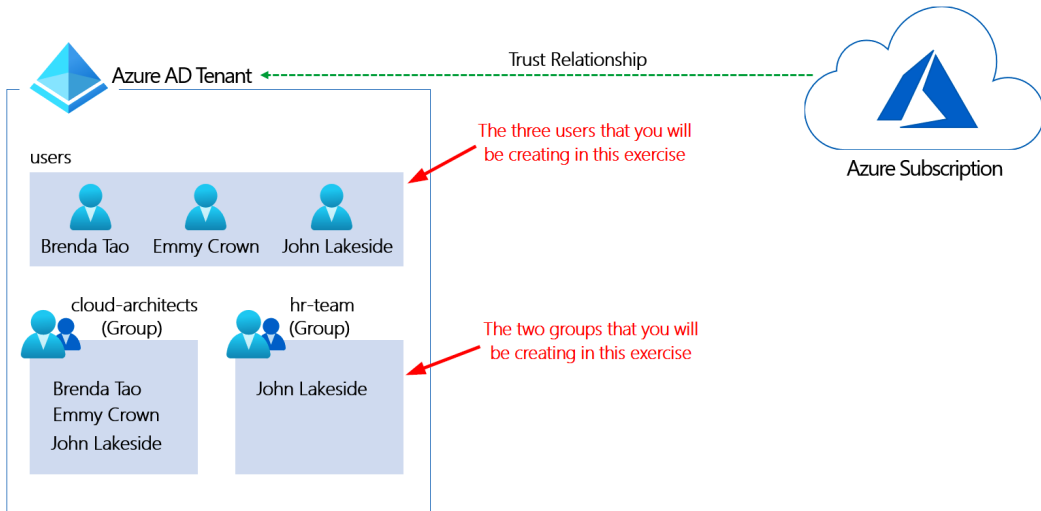 Azure AD Tenant
Trust Relationship
The three users that you will
be creating in this exercise
Azure Subscription
users
Brenda Tao
Emmy Crown
John Lakeside
cloud-architects
(Group)
hr-team
(Group)
The two groups that you will
be creating in this exercise
Brenda Tao
Emmy Crown
John Lakeside
John Lakeside